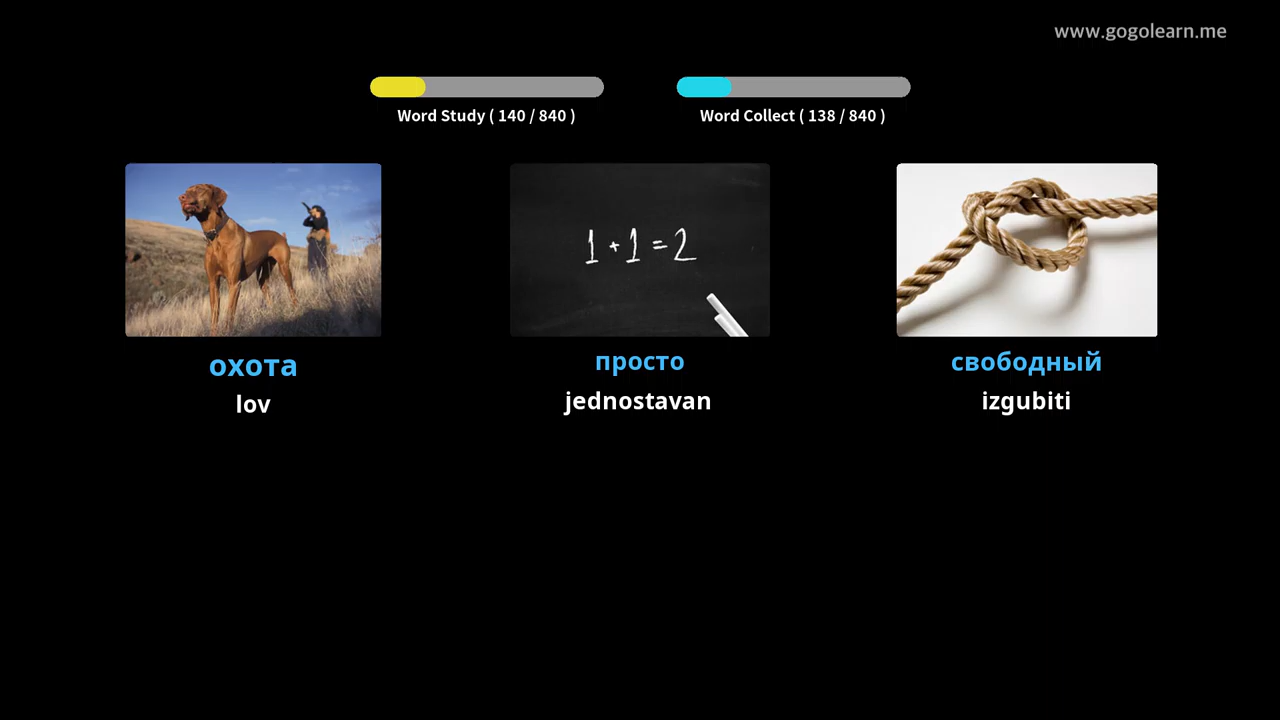 www.gogolearn.me
Word Study ( 140 / 840 )
Word Collect ( 138 / 840 )
1+1=2
охота
просто
свободный
lov
jednostavan
izgubiti